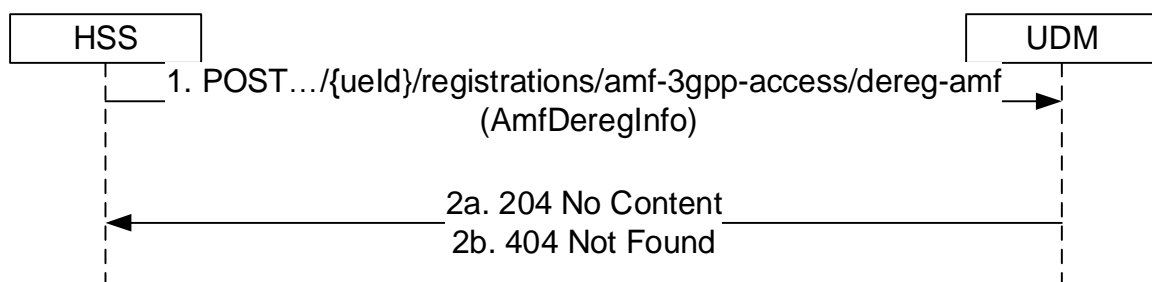 HSS
UDM
1. POST…/{ueId}/registrations/amf-3gpp-access/dereg-amf
(AmfDeregInfo)
2a. 204 No Content
2b. 404 Not Found